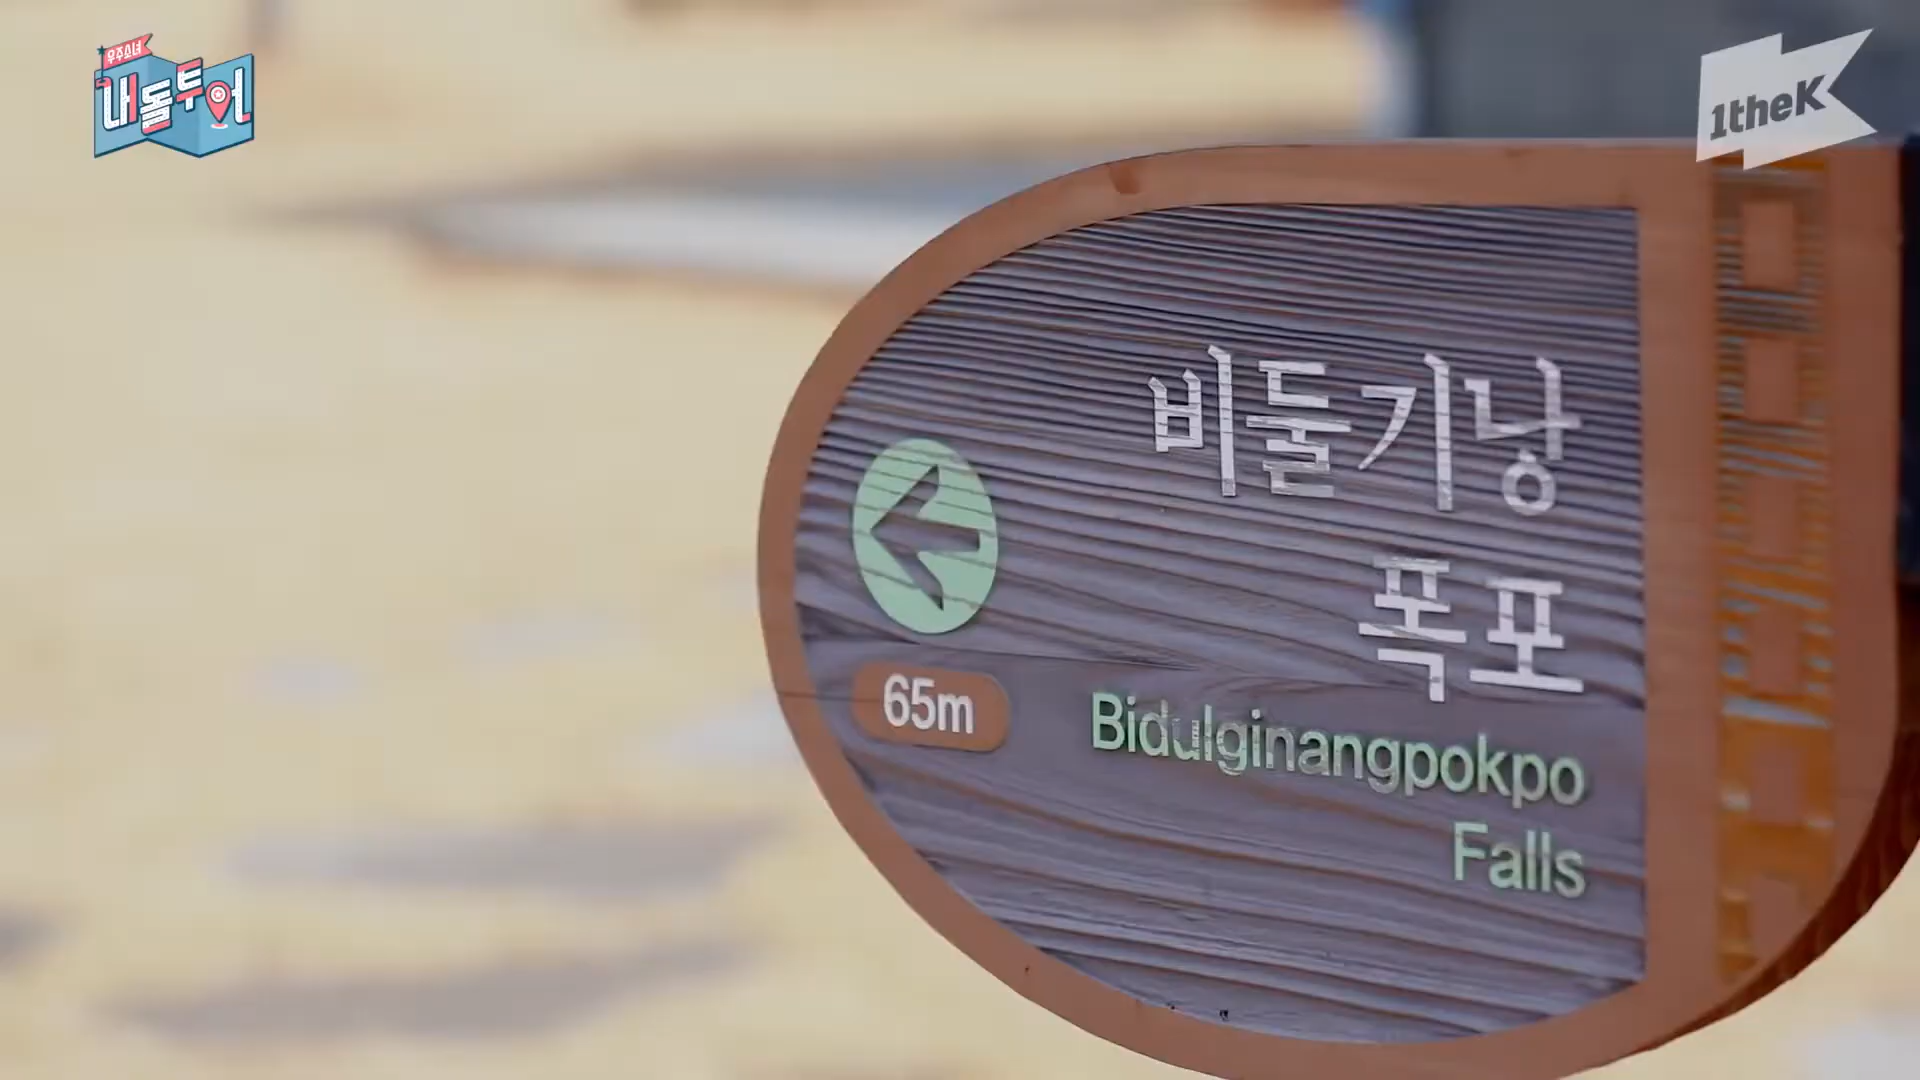 우주소녀
내돌투어
1theK
비둘기낭
폭포
65m
Bidulginangpokpo
Falls